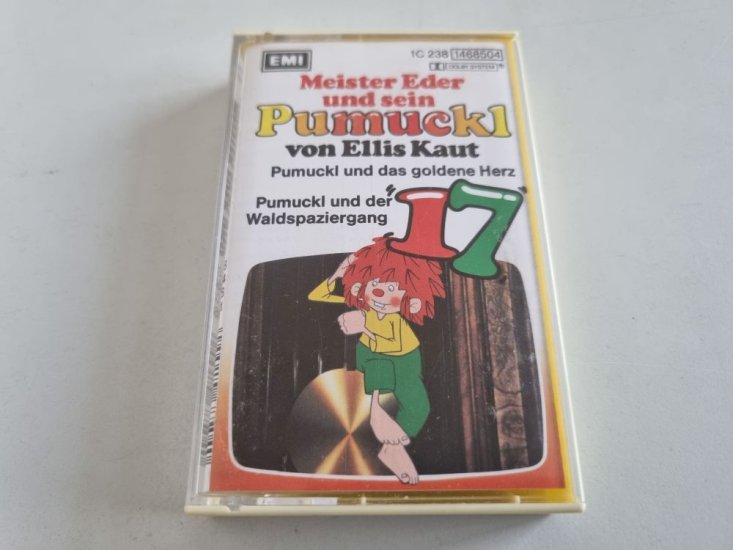 EMI
1C 238 1468504
DOLBY SYSTEM
Meister Eder
und sein
Pumuckl
von Ellis Kaut
Pumuckl und das goldene Herz
Pumuckl und der
Waldspaziergang
"17"